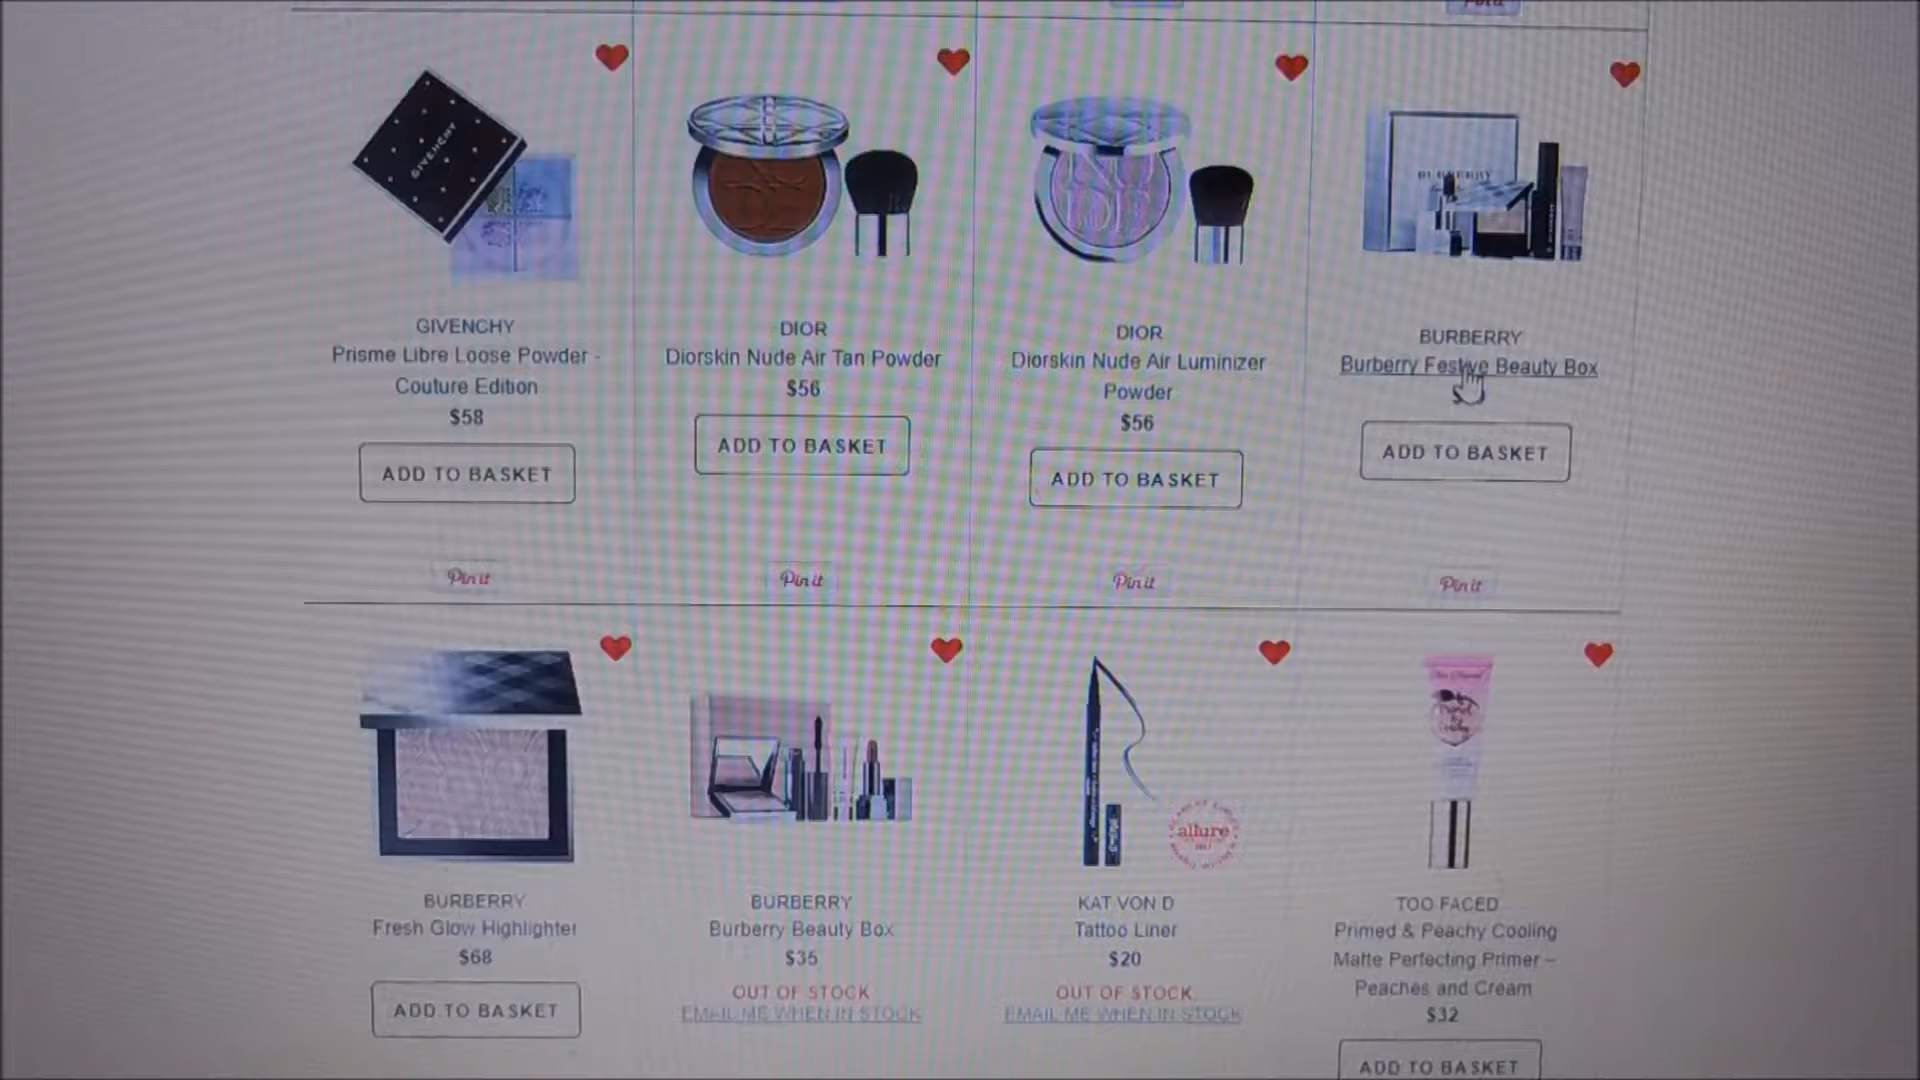 Pin it
GIVENCHY
BURBERRY
GIVENCHY
Prisme Libre Loose Powder -
Couture Edition
$58
ADD TO BASKET
Pin it
DIOR
Diorskin Nude Air Tan Powder
$56
ADD TO BASKET
Pin it
DIOR
Diorskin Nude Air Luminizer
Powder
$56
ADD TO BASKET
Pin it
BURBERRY
Burberry Festive Beauty Box
$
ADD TO BASKET
Pin it
allure
BURBERRY
Fresh Glow Highlighter
$68
ADD TO BASKET
BURBERRY
Burberry Beauty Box
$35
OUT OF STOCK
EMAIL ME WHEN IN STOCK
KAT VON D
Tattoo Liner
$20
OUT OF STOCK
EMAIL ME WHEN IN STOCK
TOO FACED
Primed & Peachy Cooling
Matte Perfecting Primer –
Peaches and Cream
$32
ADD TO BASKET